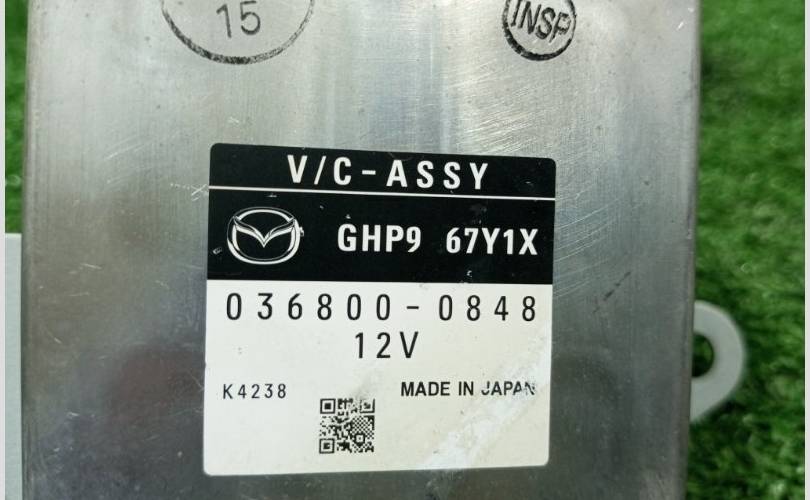 15
INSP
V/C-ASSY
GHP9 67Y1X
036800-0848
12V
K4238 MADE IN JAPAN